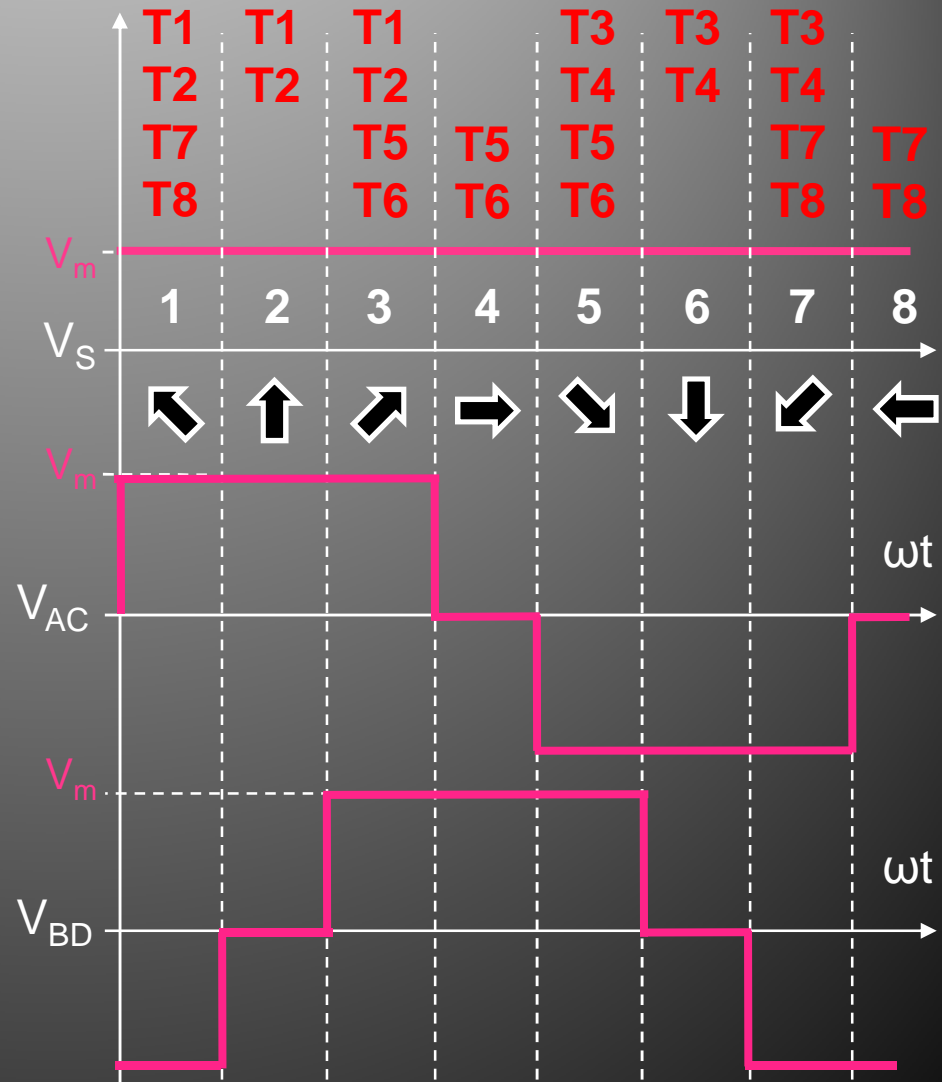 T1 T1 T1 T3 T3 T3
T2 T2 T2 T4 T4 T4
T7 T5 T5 T5 T7 T7
T8 T6 T6 T6 T8 T8
Vm
1 2 3 4 5 6 7 8
VS
Vm
ωt
VAC
Vm
ωt
VBD